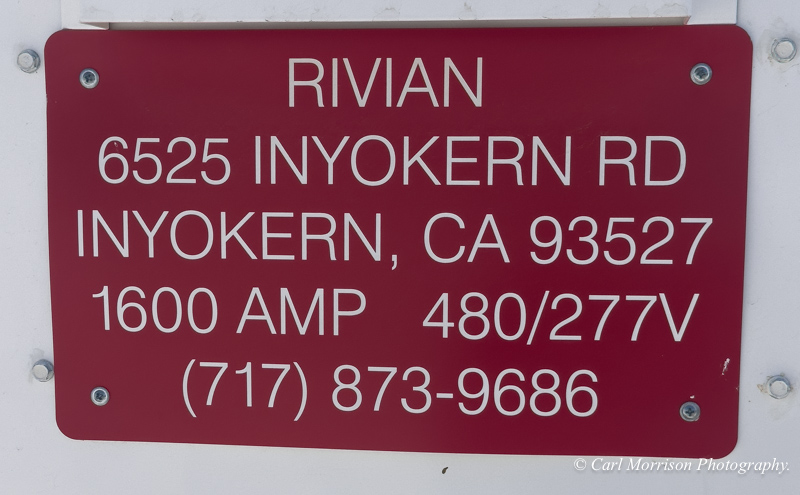 RIVIAN
6525 INYOKERN RD
INYOKERN, CA 93527
1600 AMP 480/277V
(717) 873-9686
© Carl Morrison Photography.